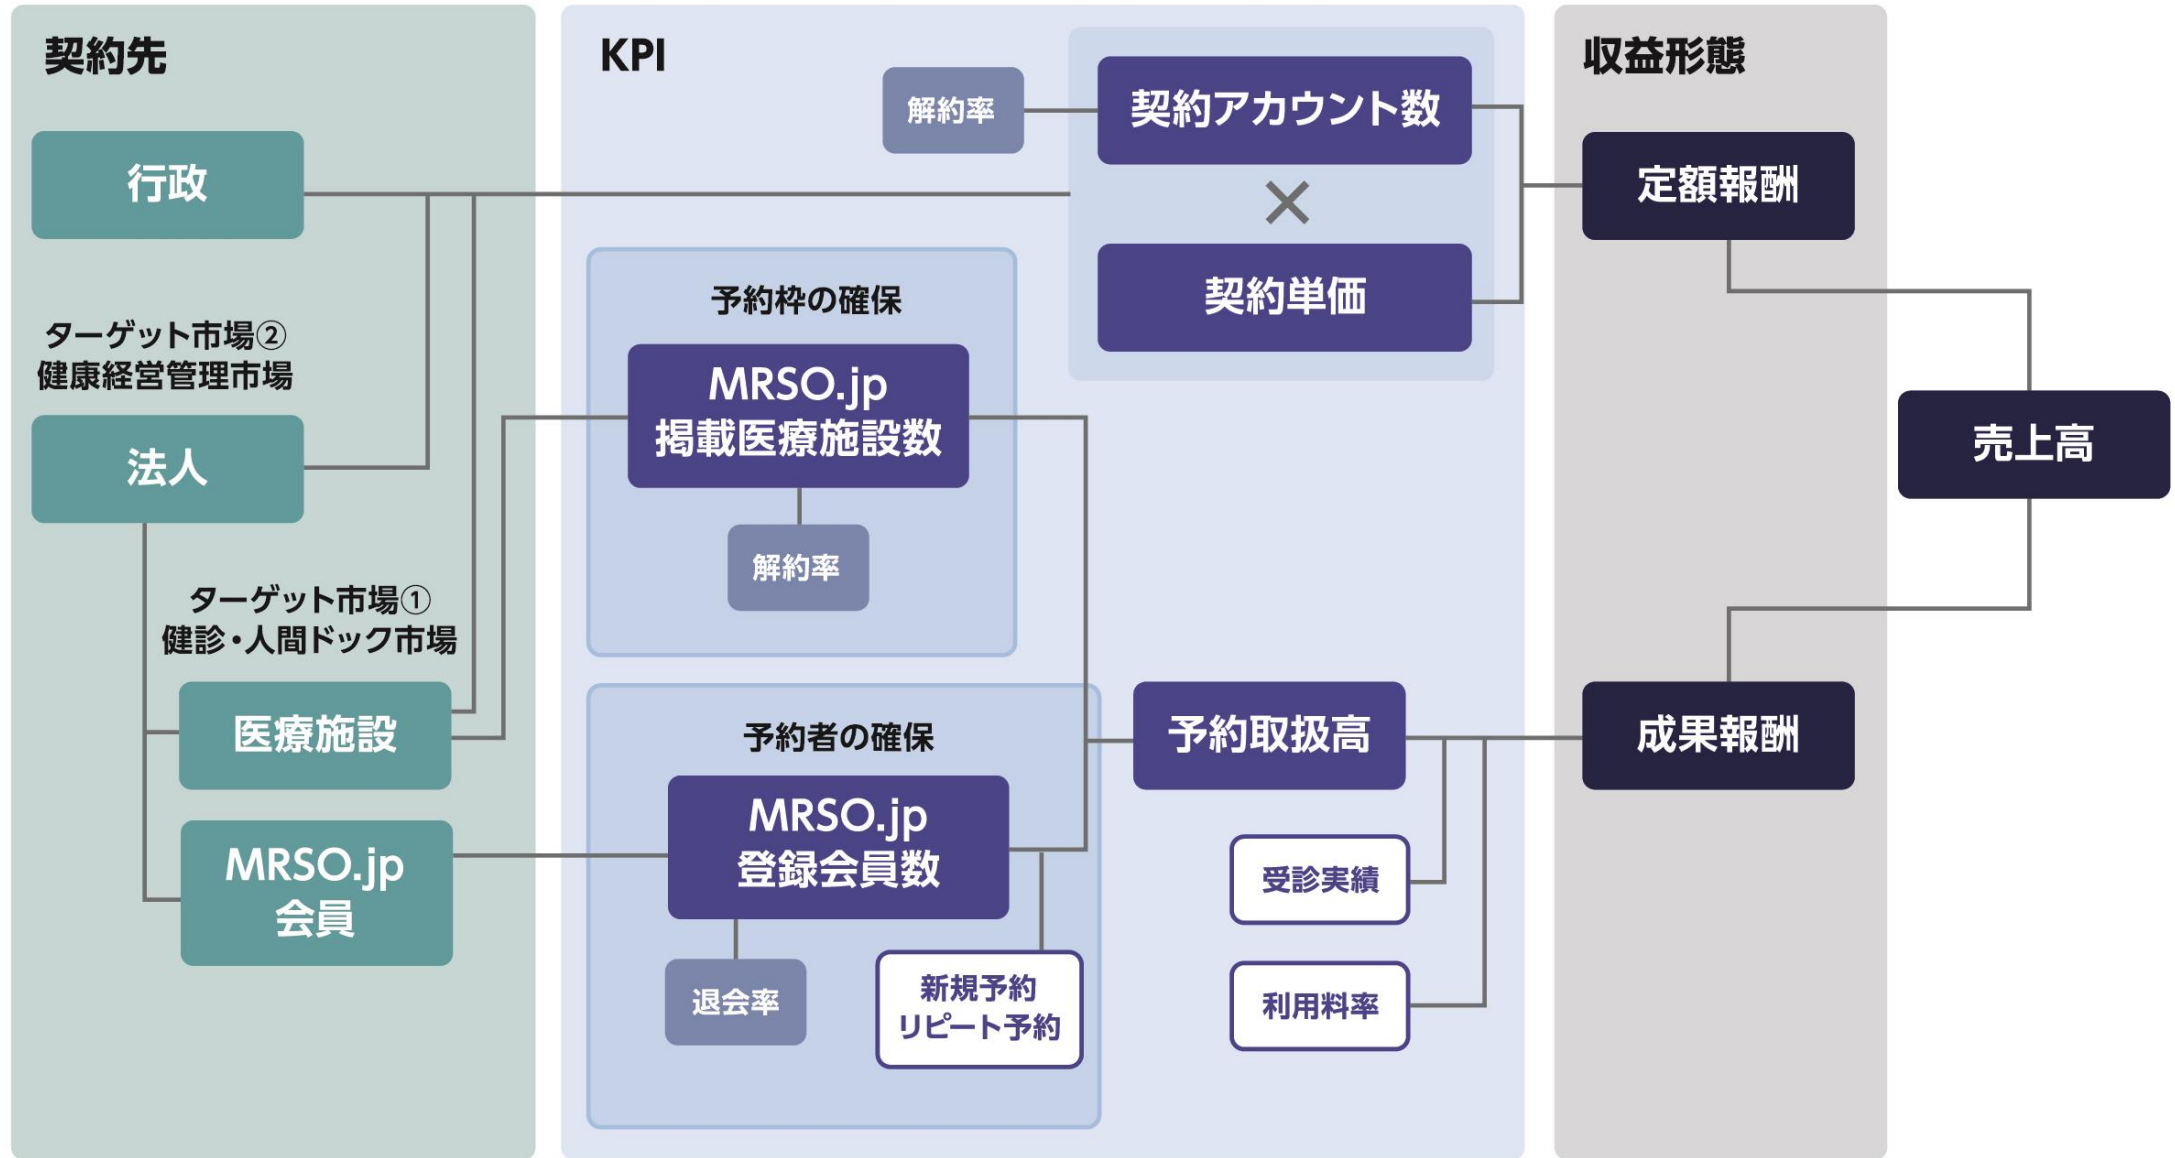 契約先
行政
ターゲット市場②
健康経営管理市場
法人
ターゲット市場①
健診・人間ドック市場
医療施設
MRSO.jp
会員
KPI
解約率
契約アカウント数
×
契約単価
予約枠の確保
MRSO.jp
掲載医療施設数
解約率
予約者の確保
MRSO.jp
登録会員数
退会率
新規予約
リピート予約
予約取扱高
受診実績
利用料率
収益形態
定額報酬
成果報酬
売上高